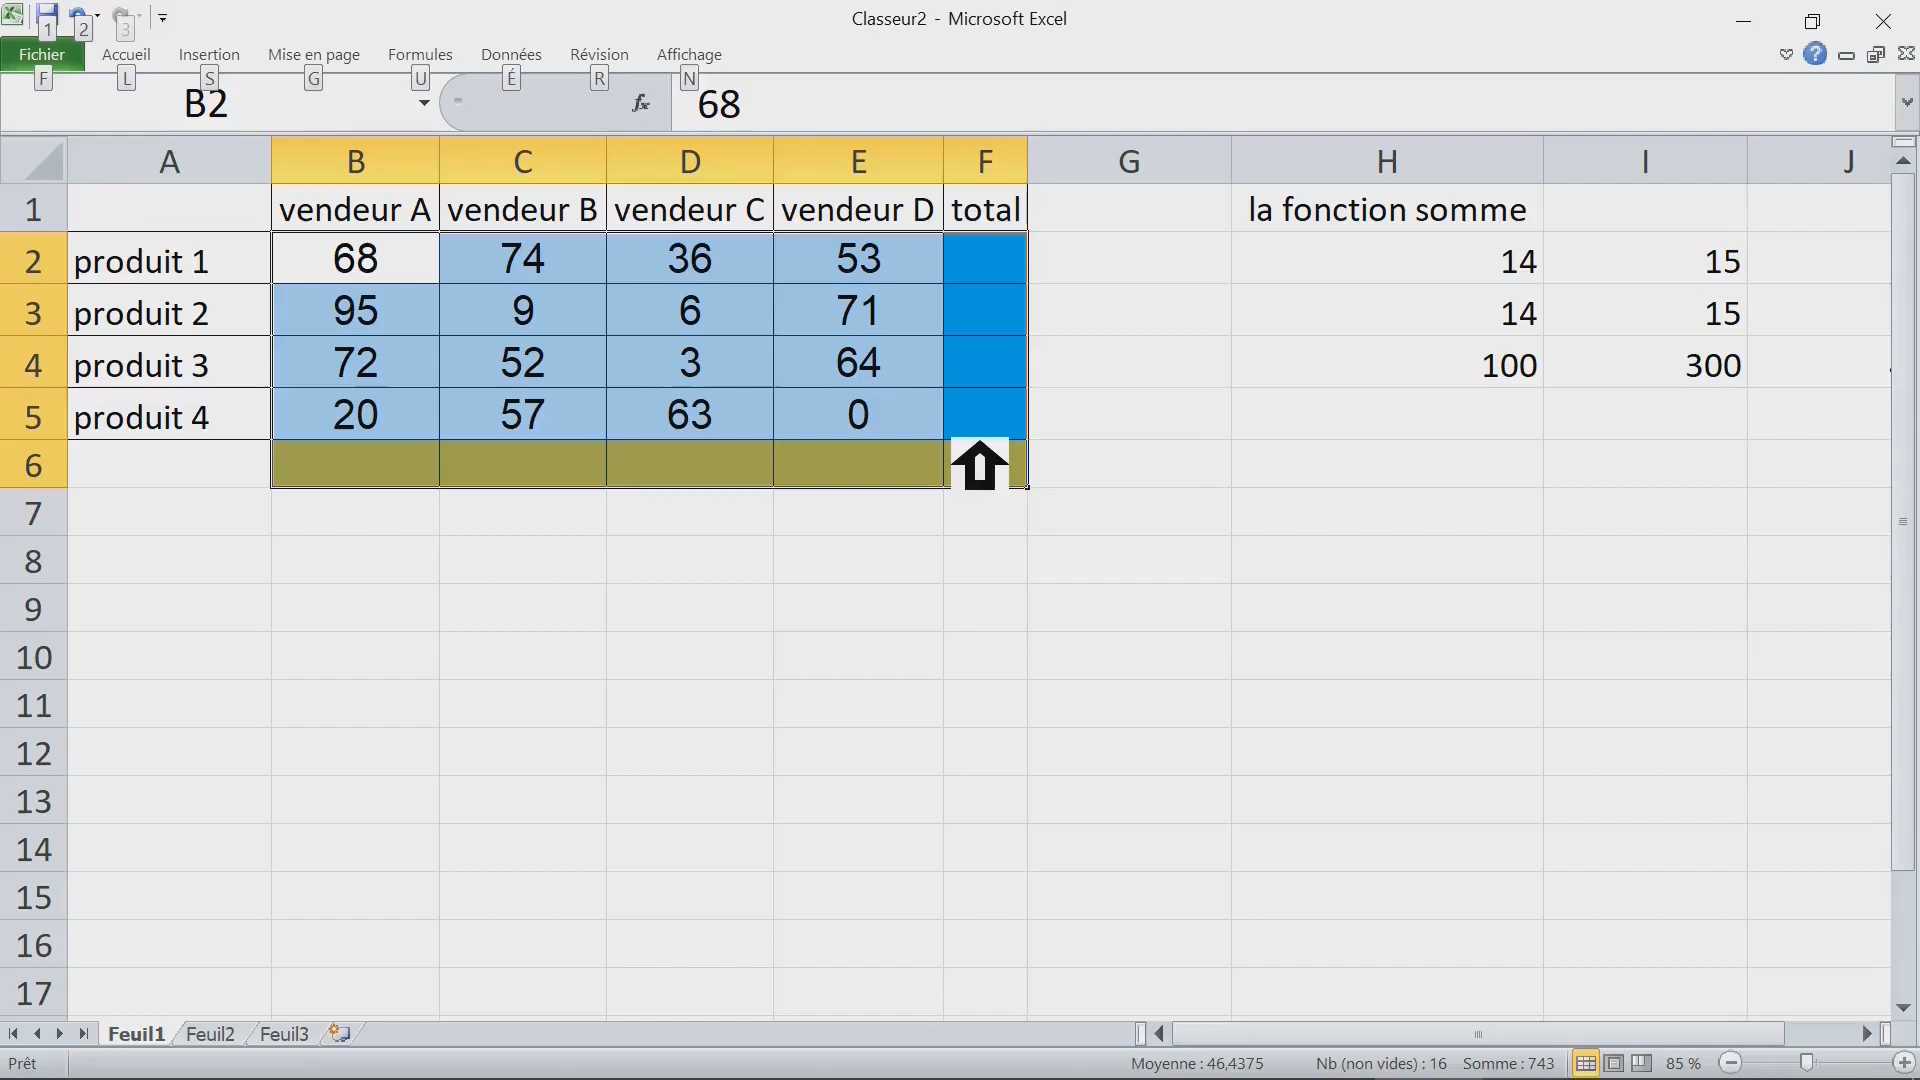 Classeur2 - Microsoft Excel
1 2 3
Fichier Accueil Insertion Mise en page Formules Données Révision Affichage
F L S G U É R N
B2 fx 68
A B C D E F G H I J
1 vendeur A vendeur B vendeur C vendeur D total la fonction somme
2 produit 1 68 74 36 53 14 15
3 produit 2 95 9 6 71 14 15
4 produit 3 72 52 3 64 100 300
5 produit 4 20 57 63 0
6
7
8
9
10
11
12
13
14
15
16
17
Feuil1 Feuil2 Feuil3
Prêt Moyenne : 46,4375 Nb (non vides) : 16 Somme : 743 85 %